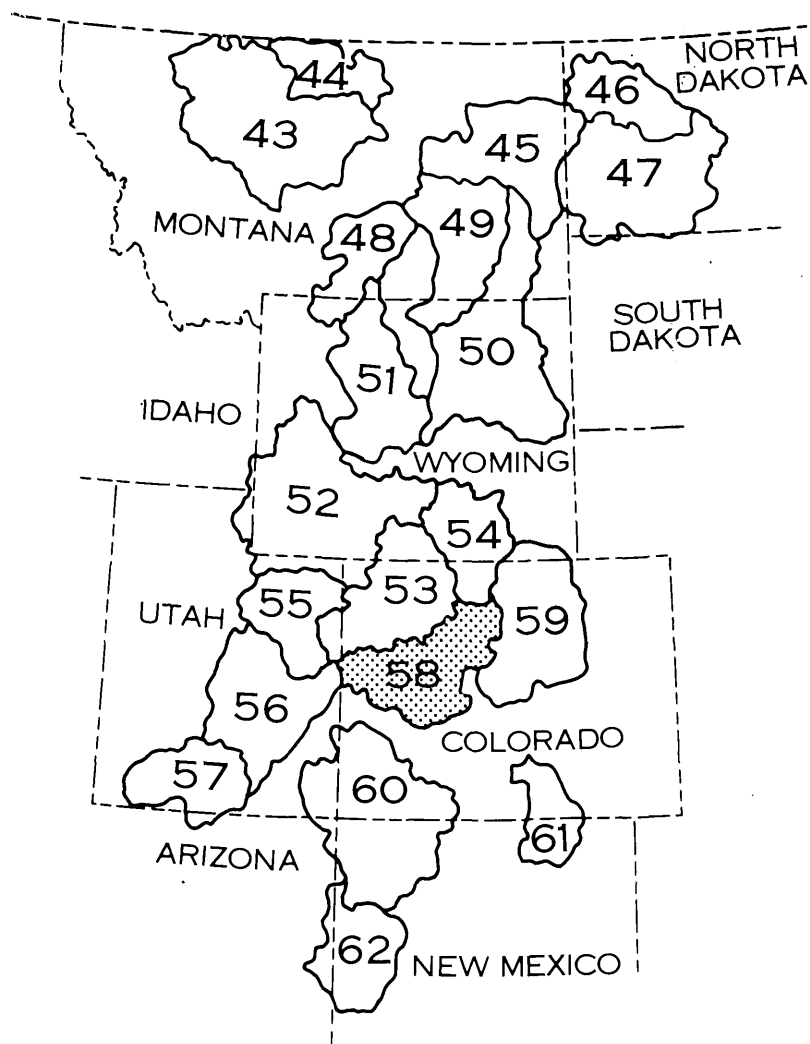 NORTH
DAKOTA
44
46
43
45
47
MONTANA
48
49
SOUTH
DAKOTA
50
51
IDAHO
WYOMING
52
54
53
55
59
UTAH
58
56
COLORADO
57
60
61
ARIZONA
62
NEW MEXICO